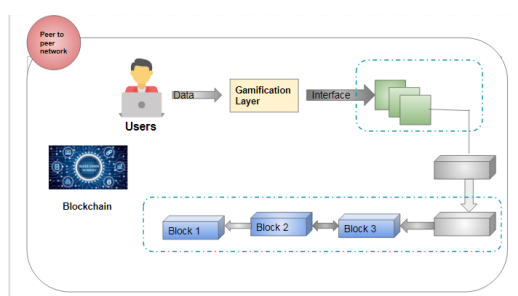 Peer to
peer
network
Data
Gamification
Layer
Interface
Users
Blockchain
Block 1
Block 2
Block 3